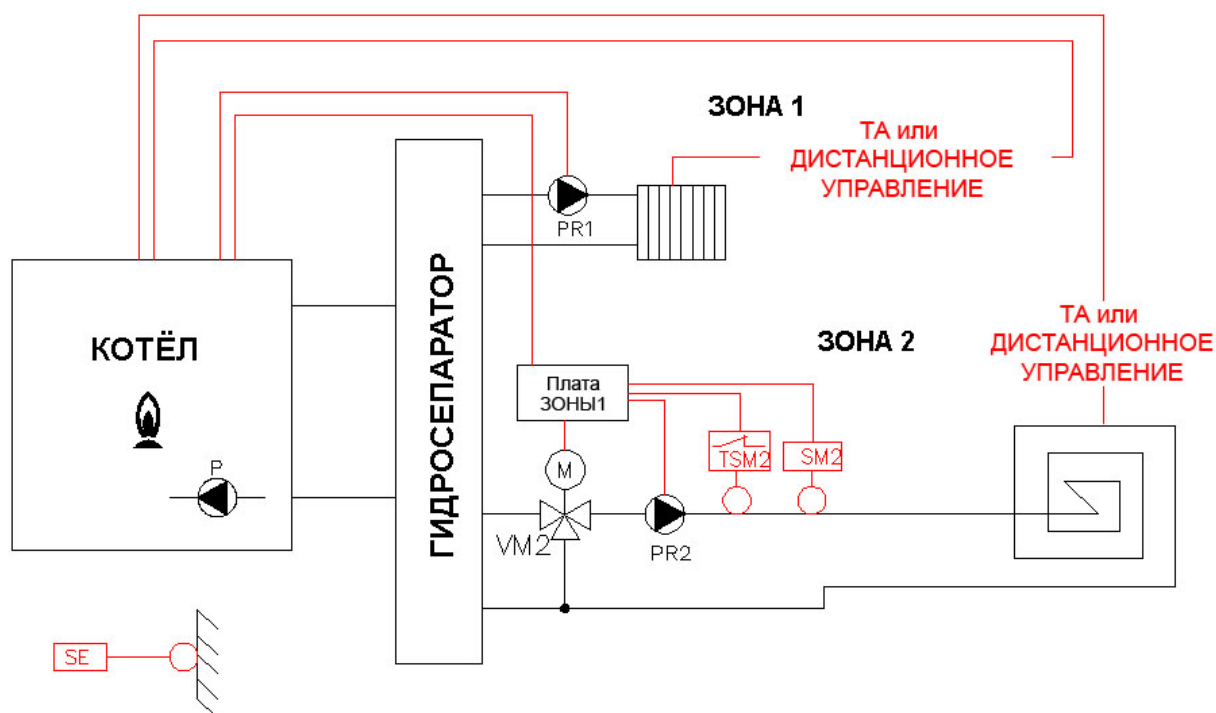 ЗОНА 1
ТА или
ДИСТАНЦИОННОЕ
УПРАВЛЕНИЕ
PR1
ГИДРОСЕПАРАТОР
КОТЁЛ
P
ЗОНА 2
ТА или
ДИСТАНЦИОННОЕ
УПРАВЛЕНИЕ
Плата
ЗОНЫ1
TSM2
SM2
M
VM2
PR2
SE